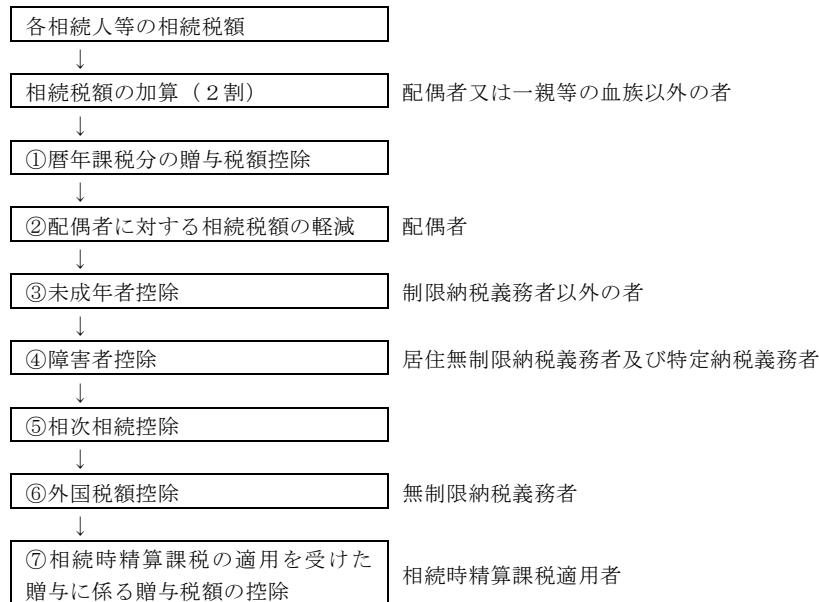 各相続人等の相続税額
↓
相続税額の加算（２割） 配偶者又は一親等の血族以外の者
↓
①暦年課税分の贈与税額控除
↓
②配偶者に対する相続税額の軽減 配偶者
↓
③未成年者控除 制限納税義務者以外の者
↓
④障害者控除 居住無制限納税義務者及び特定納税義務者
↓
⑤相次相続控除
↓
⑥外国税額控除 無制限納税義務者
↓
⑦相続時精算課税の適用を受けた
贈与に係る贈与税額の控除
相続時精算課税適用者